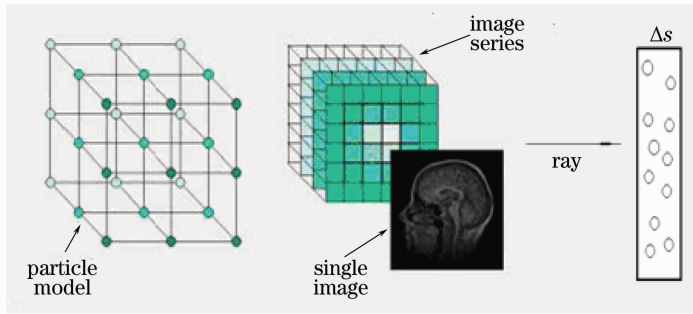 particle
model
image
series
single
image
ray
Δs